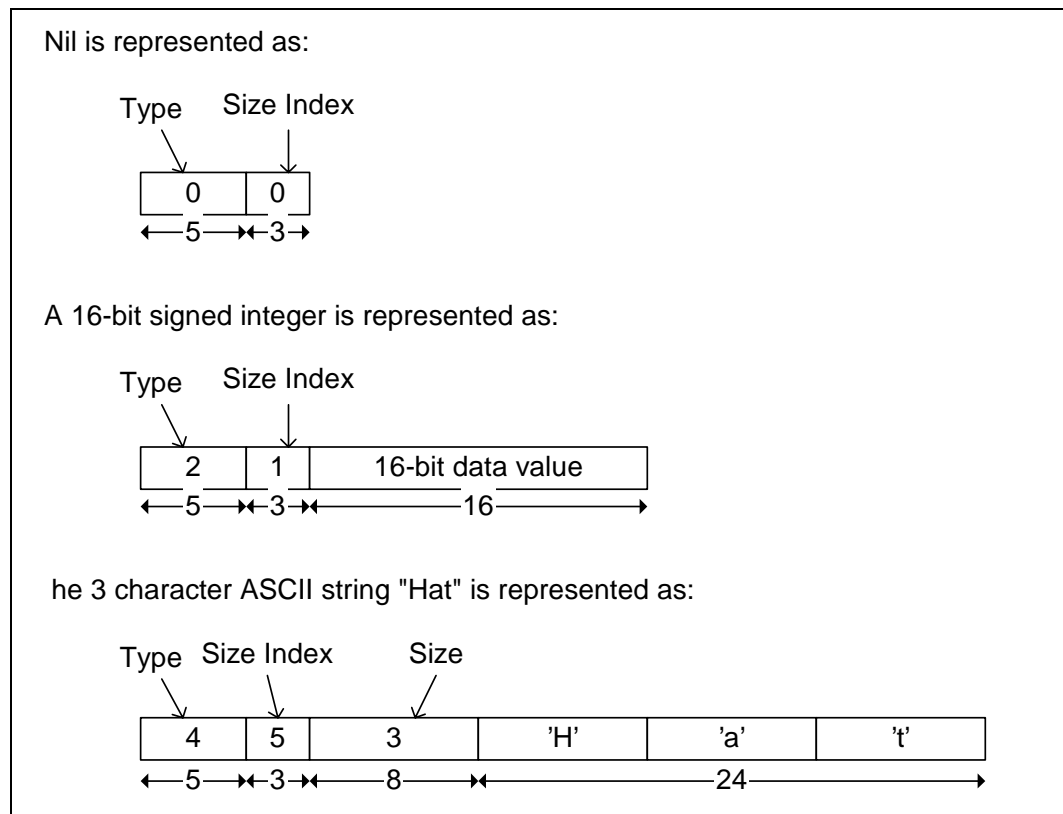 Nil is represented as:
Type Size Index
0 0
5 3
A 16-bit signed integer is represented as:
Type Size Index
2 1 16-bit data value
5 3 16
he 3 character ASCII string "Hat" is represented as:
Type Size Index Size
4 5 3 'H' 'a' 't'
5 3 8 24